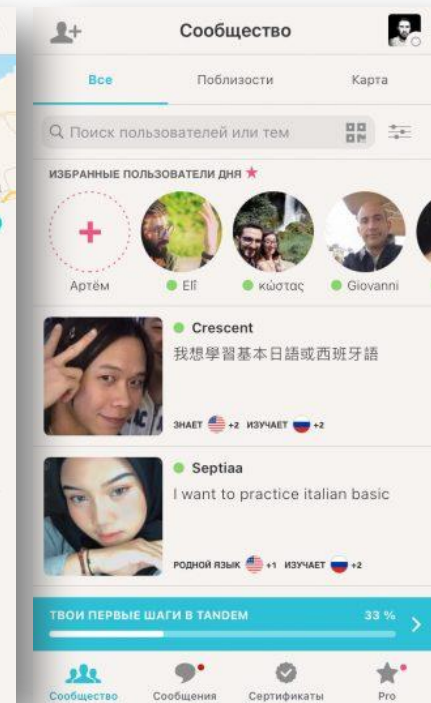 Сообщество
Все
Поблизости
Карта
Поиск пользователей или тем
ИЗБРАННЫЕ ПОЛЬЗОВАТЕЛИ ДНЯ
Артём
Elî
κώστας
Giovanni
Crescent
我想學習基本日語或西班牙語
ЗНАЕТ +2 ИЗУЧАЕТ +2
Septiaa
I want to practice italian basic
РОДНОЙ ЯЗЫК +1 ИЗУЧАЕТ +2
ТВОИ ПЕРВЫЕ ШАГИ В TANDEM 33 %
Сообщество
Сообщения
Сертификаты
Pro